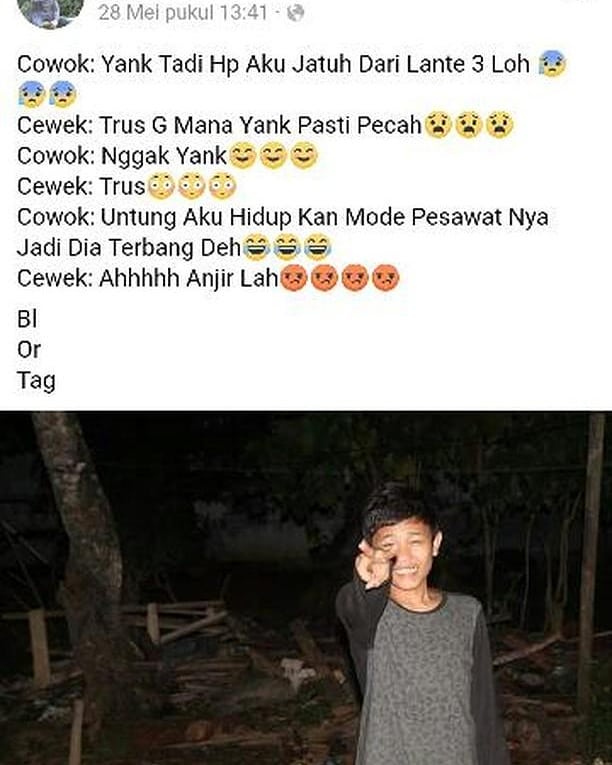 28 Mei pukul 13:41 ·
Cowok: Yank Tadi Hp Aku Jatuh Dari Lante 3 Loh 😰
😰😰
Cewek: Trus G Mana Yank Pasti Pecah😧😧😧
Cowok: Nggak Yank😊😊😊
Cewek: Trus😳😳😳
Cowok: Untung Aku Hidup Kan Mode Pesawat Nya
Jadi Dia Terbang Deh😂😂😂
Cewek: Ahhhhh Anjir Lah😡😡😡😡
Bl
Or
Tag